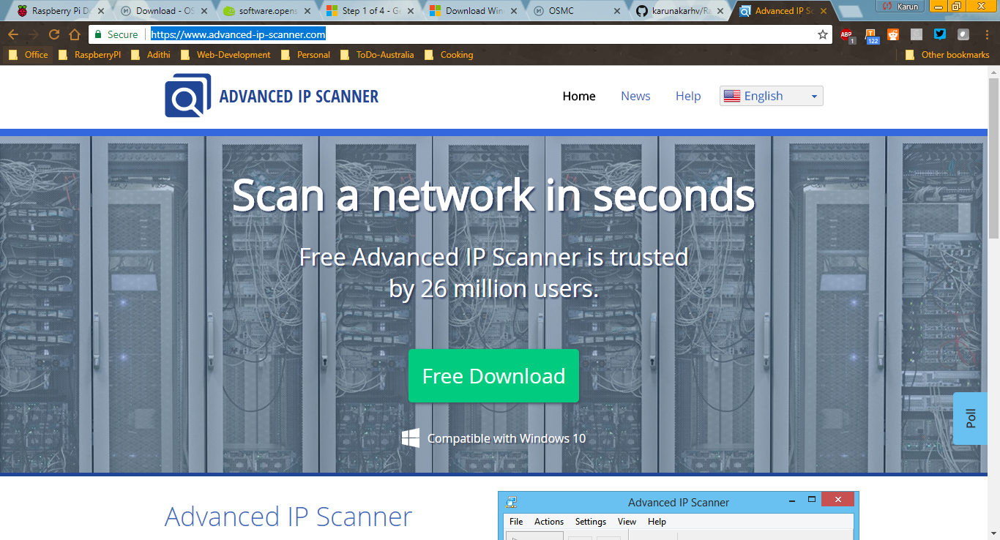 Raspberry Pi D
Download - OS
software.opens
Step 1 of 4 - G
Download Win
OSMC
karunakarhv/Ra
Advanced IP Sc
Karun
Secure
https://www.advanced-ip-scanner.com
ABP
1
122
Office
RaspberryPI
Adithi
Web-Development
Personal
ToDo-Australia
Cooking
Other bookmarks
ADVANCED IP SCANNER
Home
News
Help
English
Scan a network in seconds
Free Advanced IP Scanner is trusted
by 26 million users.
Free Download
Compatible with Windows 10
Poll
Advanced IP Scanner
Advanced IP Scanner
File
Actions
Settings
View
Help